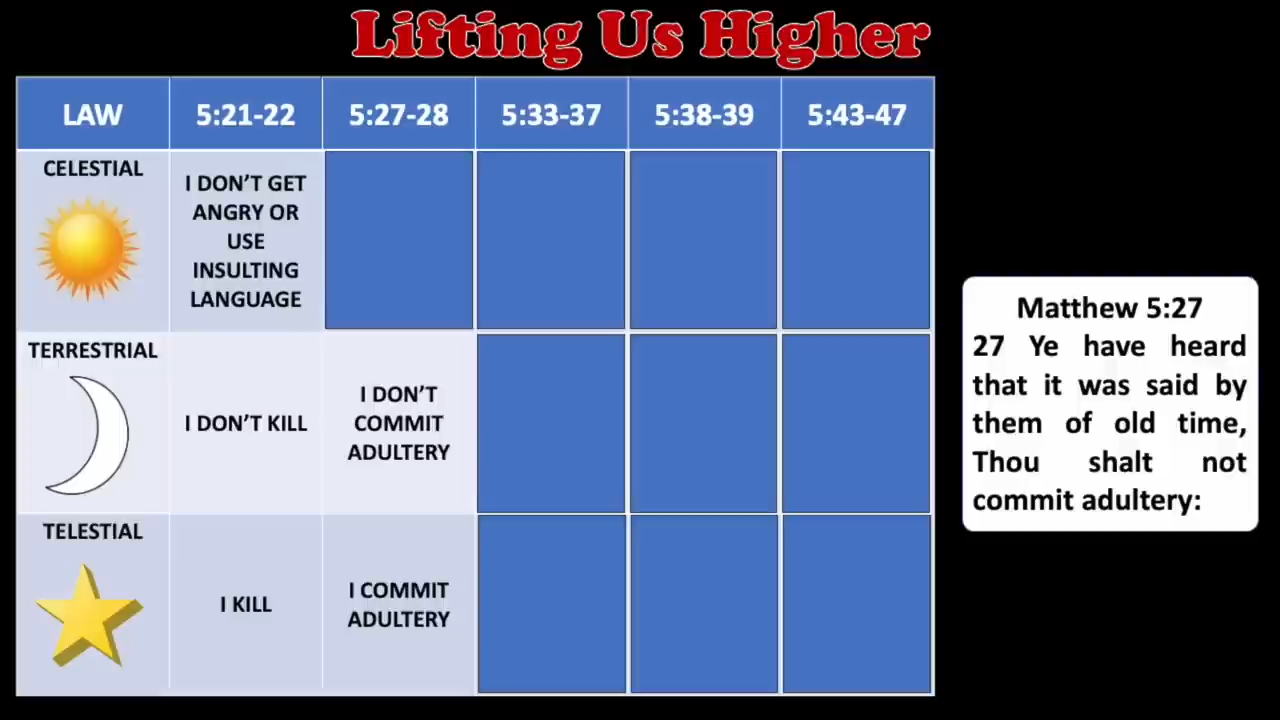 Lifting Us Higher
LAW 5:21-22 5:27-28 5:33-37 5:38-39 5:43-47
CELESTIAL
I DON’T GET
ANGRY OR
USE
INSULTING
LANGUAGE
TERRESTRIAL
I DON’T KILL
I DON’T
COMMIT
ADULTERY
TELESTIAL
I KILL
I COMMIT
ADULTERY
Matthew 5:27
27 Ye have heard
that it was said by
them of old time,
Thou shalt not
commit adultery: